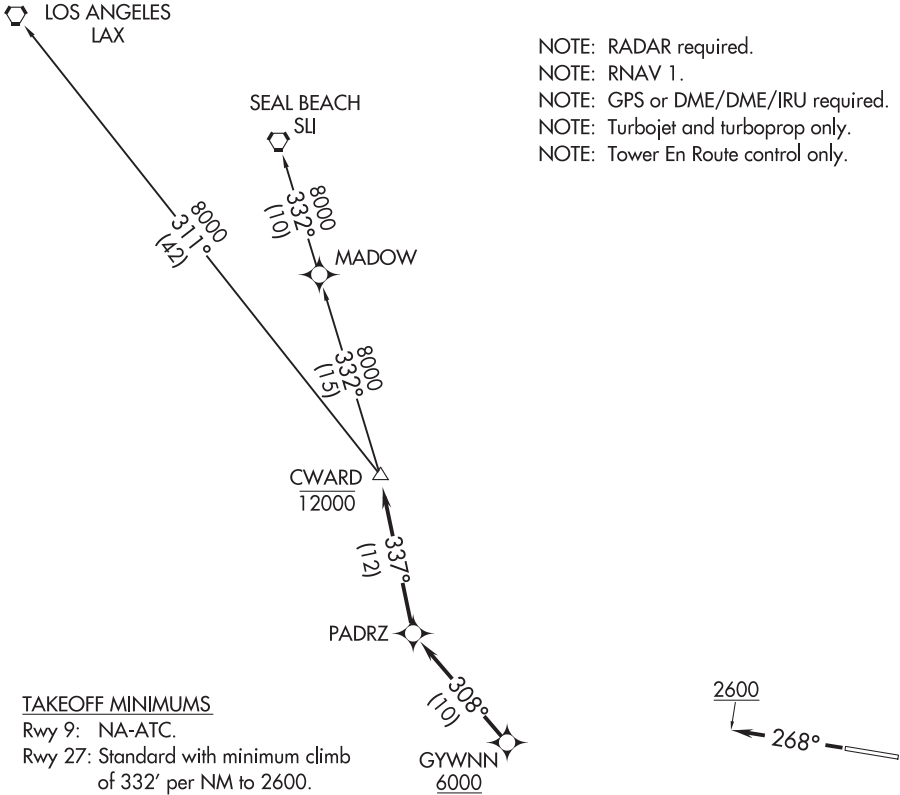 LOS ANGELES
LAX
NOTE: RADAR required.
NOTE: RNAV 1.
NOTE: GPS or DME/DME/IRU required.
NOTE: Turbojet and turboprop only.
NOTE: Tower En Route control only.
SEAL BEACH
SLI
8000
332°
(10)
8000
311°
(42)
MADOW
8000
332°
(15)
CWARD
12000
337°
(12)
PADRZ
308°
(10)
GYWNN
6000
2600
268°
TAKEOFF MINIMUMS
Rwy 9: NA-ATC.
Rwy 27: Standard with minimum climb
of 332' per NM to 2600.